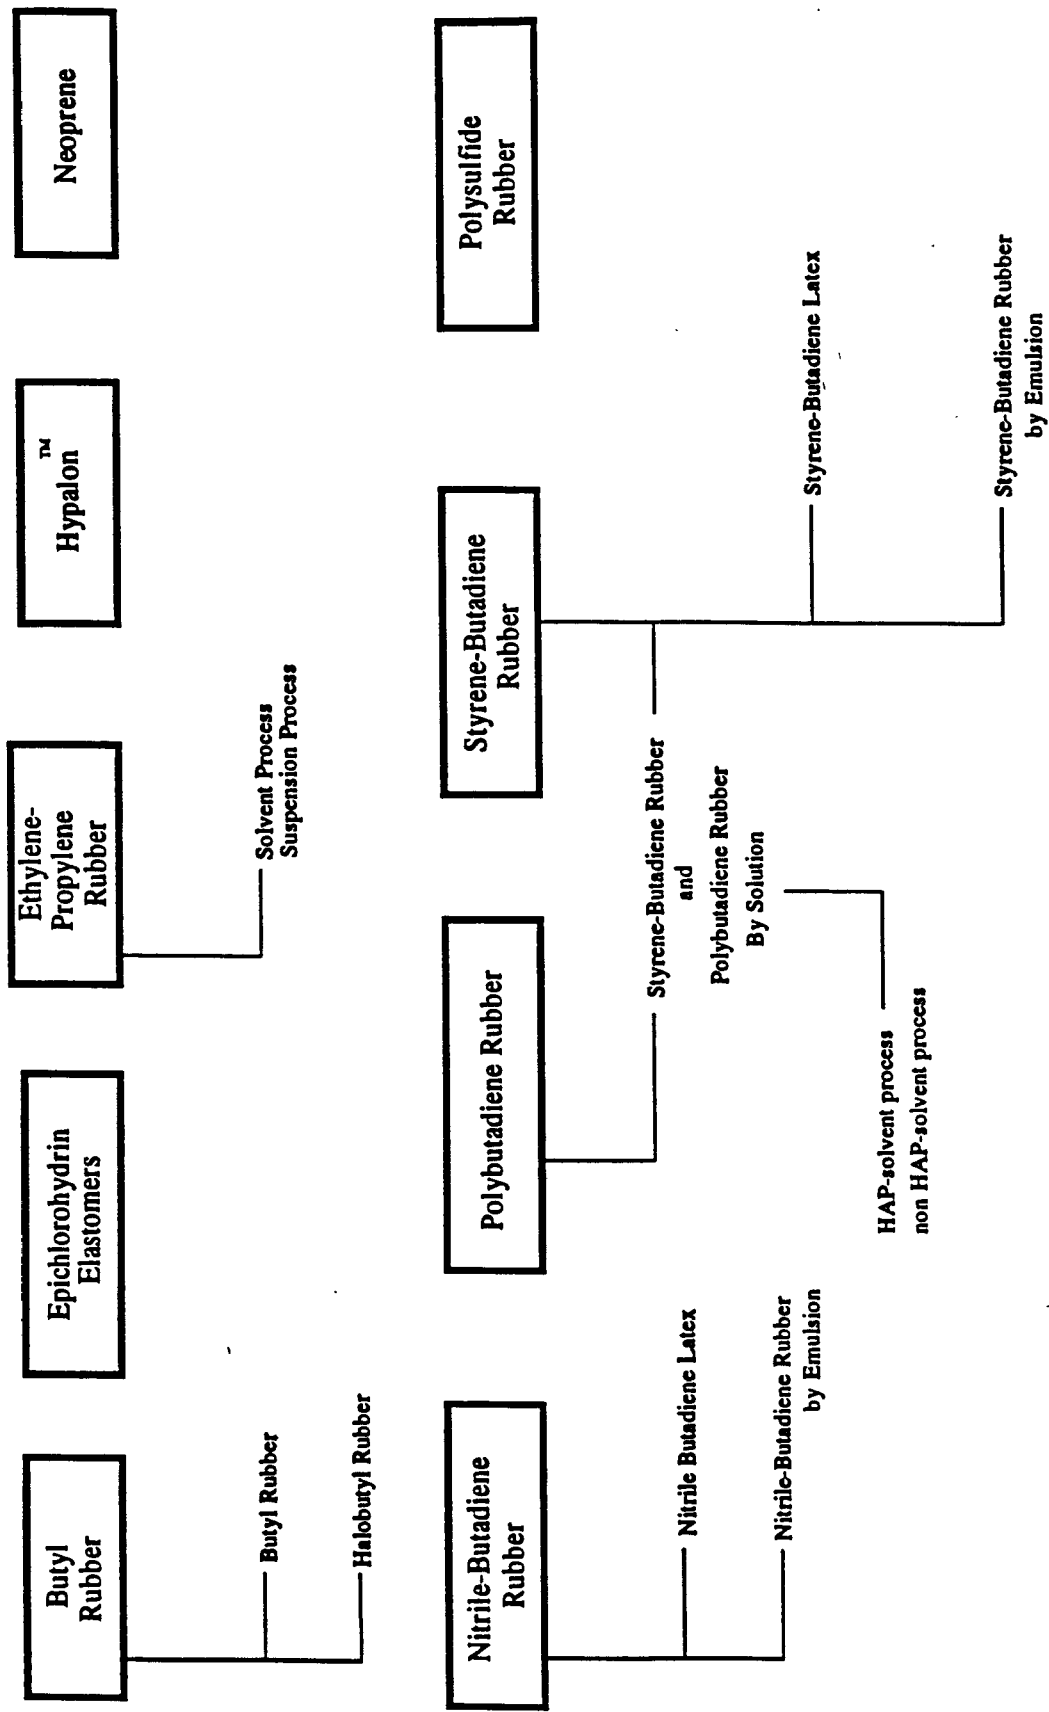 Butyl
Rubber
Butyl Rubber
Halobutyl Rubber
Epichlorohydrin
Elastomers
Ethylene-
Propylene
Rubber
Solvent Process
Suspension Process
Hypalon™
Neoprene
Nitrile-Butadiene
Rubber
Nitrile Butadiene Latex
Nitrile-Butadiene Rubber
by Emulsion
Polybutadiene Rubber
Styrene-Butadiene Rubber
and
Polybutadiene Rubber
By Solution
HAP-solvent process
non HAP-solvent process
Styrene-Butadiene
Rubber
Styrene-Butadiene Latex
Styrene-Butadiene Rubber
by Emulsion
Polysulfide
Rubber